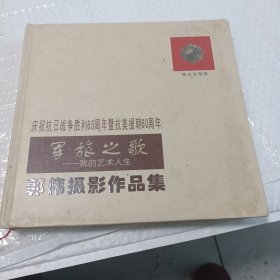 庆祝抗日战争胜利65周年暨抗美援朝60周年
军旅之歌
——我的艺术人生
郭伟摄影作品集